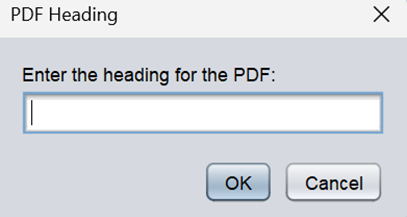 PDF Heading
Enter the heading for the PDF:
OK
Cancel